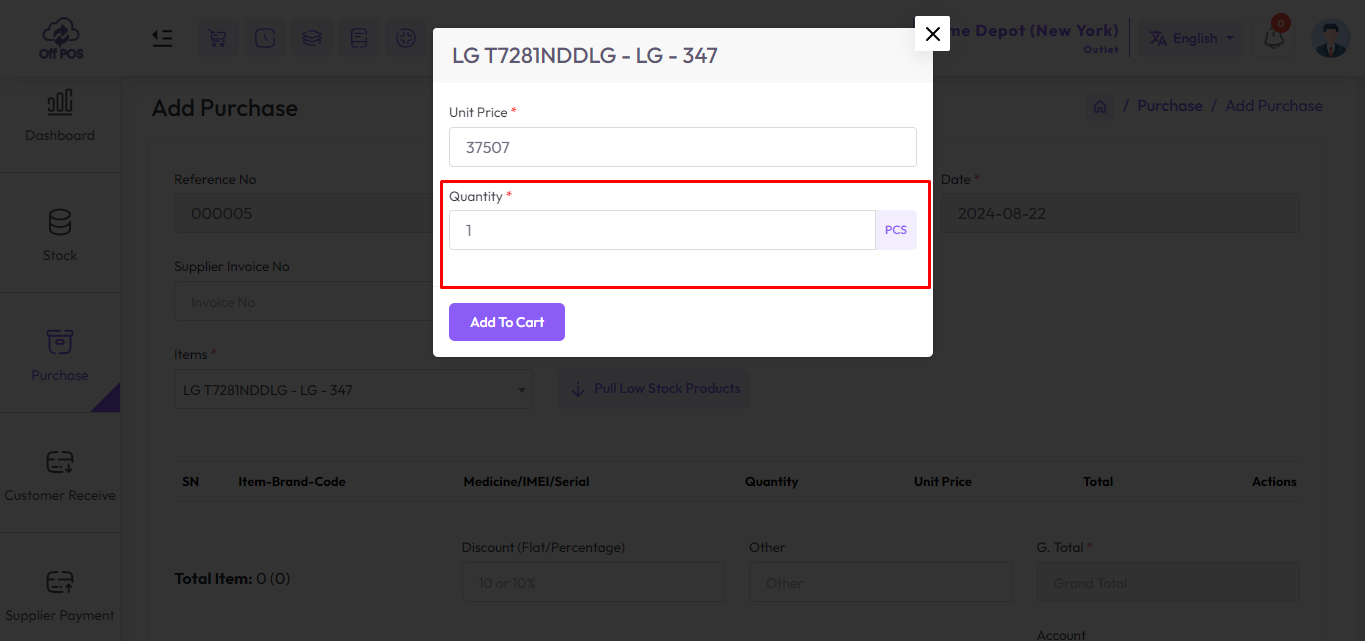 Off POS
me Depot (New York)
Outlet
English
0
LG T7281NDDLG - LG - 347
Unit Price *
37507
Quantity *
1
PCS
Add To Cart
Dashboard
Stock
Purchase
Customer Receive
Supplier Payment
Add Purchase
/ Purchase / Add Purchase
Reference No
000005
Date *
2024-08-22
Supplier Invoice No
Invoice No
Items *
LG T7281NDDLG - LG - 347
Pull Low Stock Products
SN Item-Brand-Code Medicine/IMEI/Serial Quantity Unit Price Total Actions
Total Item: 0 (0)
Discount (Flat/Percentage)
10 or 10%
Other
Other
G. Total *
Grand Total
Account